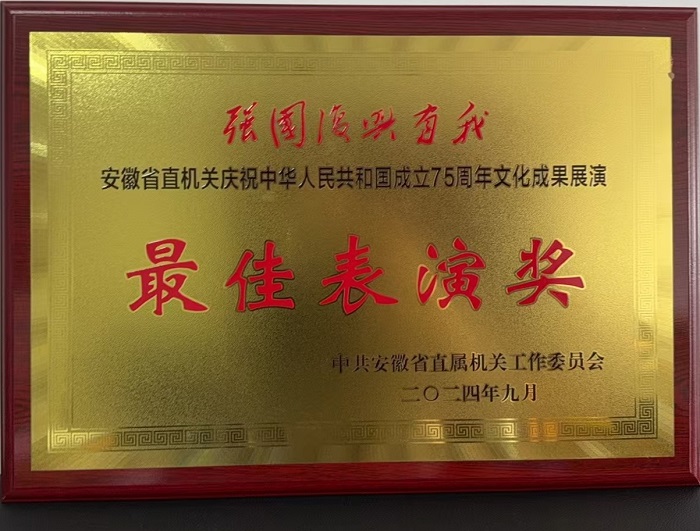 强国復兴有我
安徽省直机关庆祝中华人民共和国成立75周年文化成果展演
最佳表演奖
中共安徽省直属机关工作委员会
二〇二四年九月